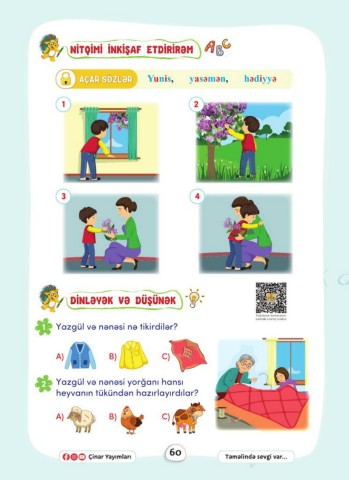 NİTQİMİ İNKİŞAF ETDİRİRƏM ABC
AÇAR SÖZLƏR Yunis, yasəmən, hədiyyə
1 2
3 4
DİNLƏYƏK VƏ DÜŞÜNƏK
1 Yazgül və nənəsi nə tikirdilər?
A) B) C)
2 Yazgül və nənəsi yorğanı hansı
heyvanın tükündən hazırlayırdılar?
A) B) C)
Çinar Yayımları 60 Təməlində sevgi var...